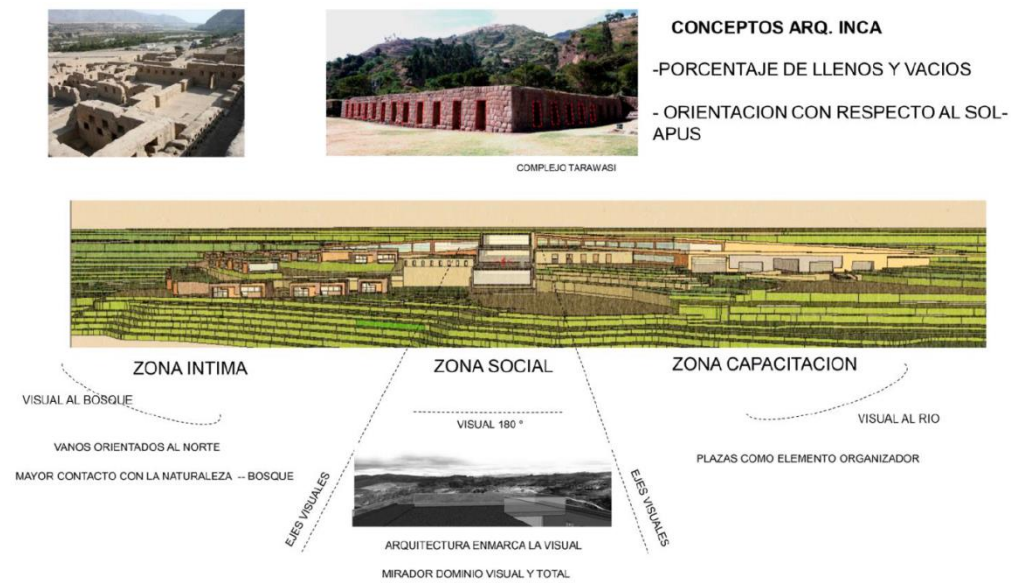 CONCEPTOS ARQ. INCA
-PORCENTAJE DE LLENOS Y VACIOS
- ORIENTACION CON RESPECTO AL SOL-
APUS
COMPLEJO TARAWASI
ZONA INTIMA
ZONA SOCIAL
ZONA CAPACITACION
VISUAL AL BOSQUE
VISUAL 180 °
VISUAL AL RIO
VANOS ORIENTADOS AL NORTE
MAYOR CONTACTO CON LA NATURALEZA -- BOSQUE
PLAZAS COMO ELEMENTO ORGANIZADOR
EJES VISUALES
EJES VISUALES
ARQUITECTURA ENMARCA LA VISUAL
MIRADOR DOMINIO VISUAL Y TOTAL